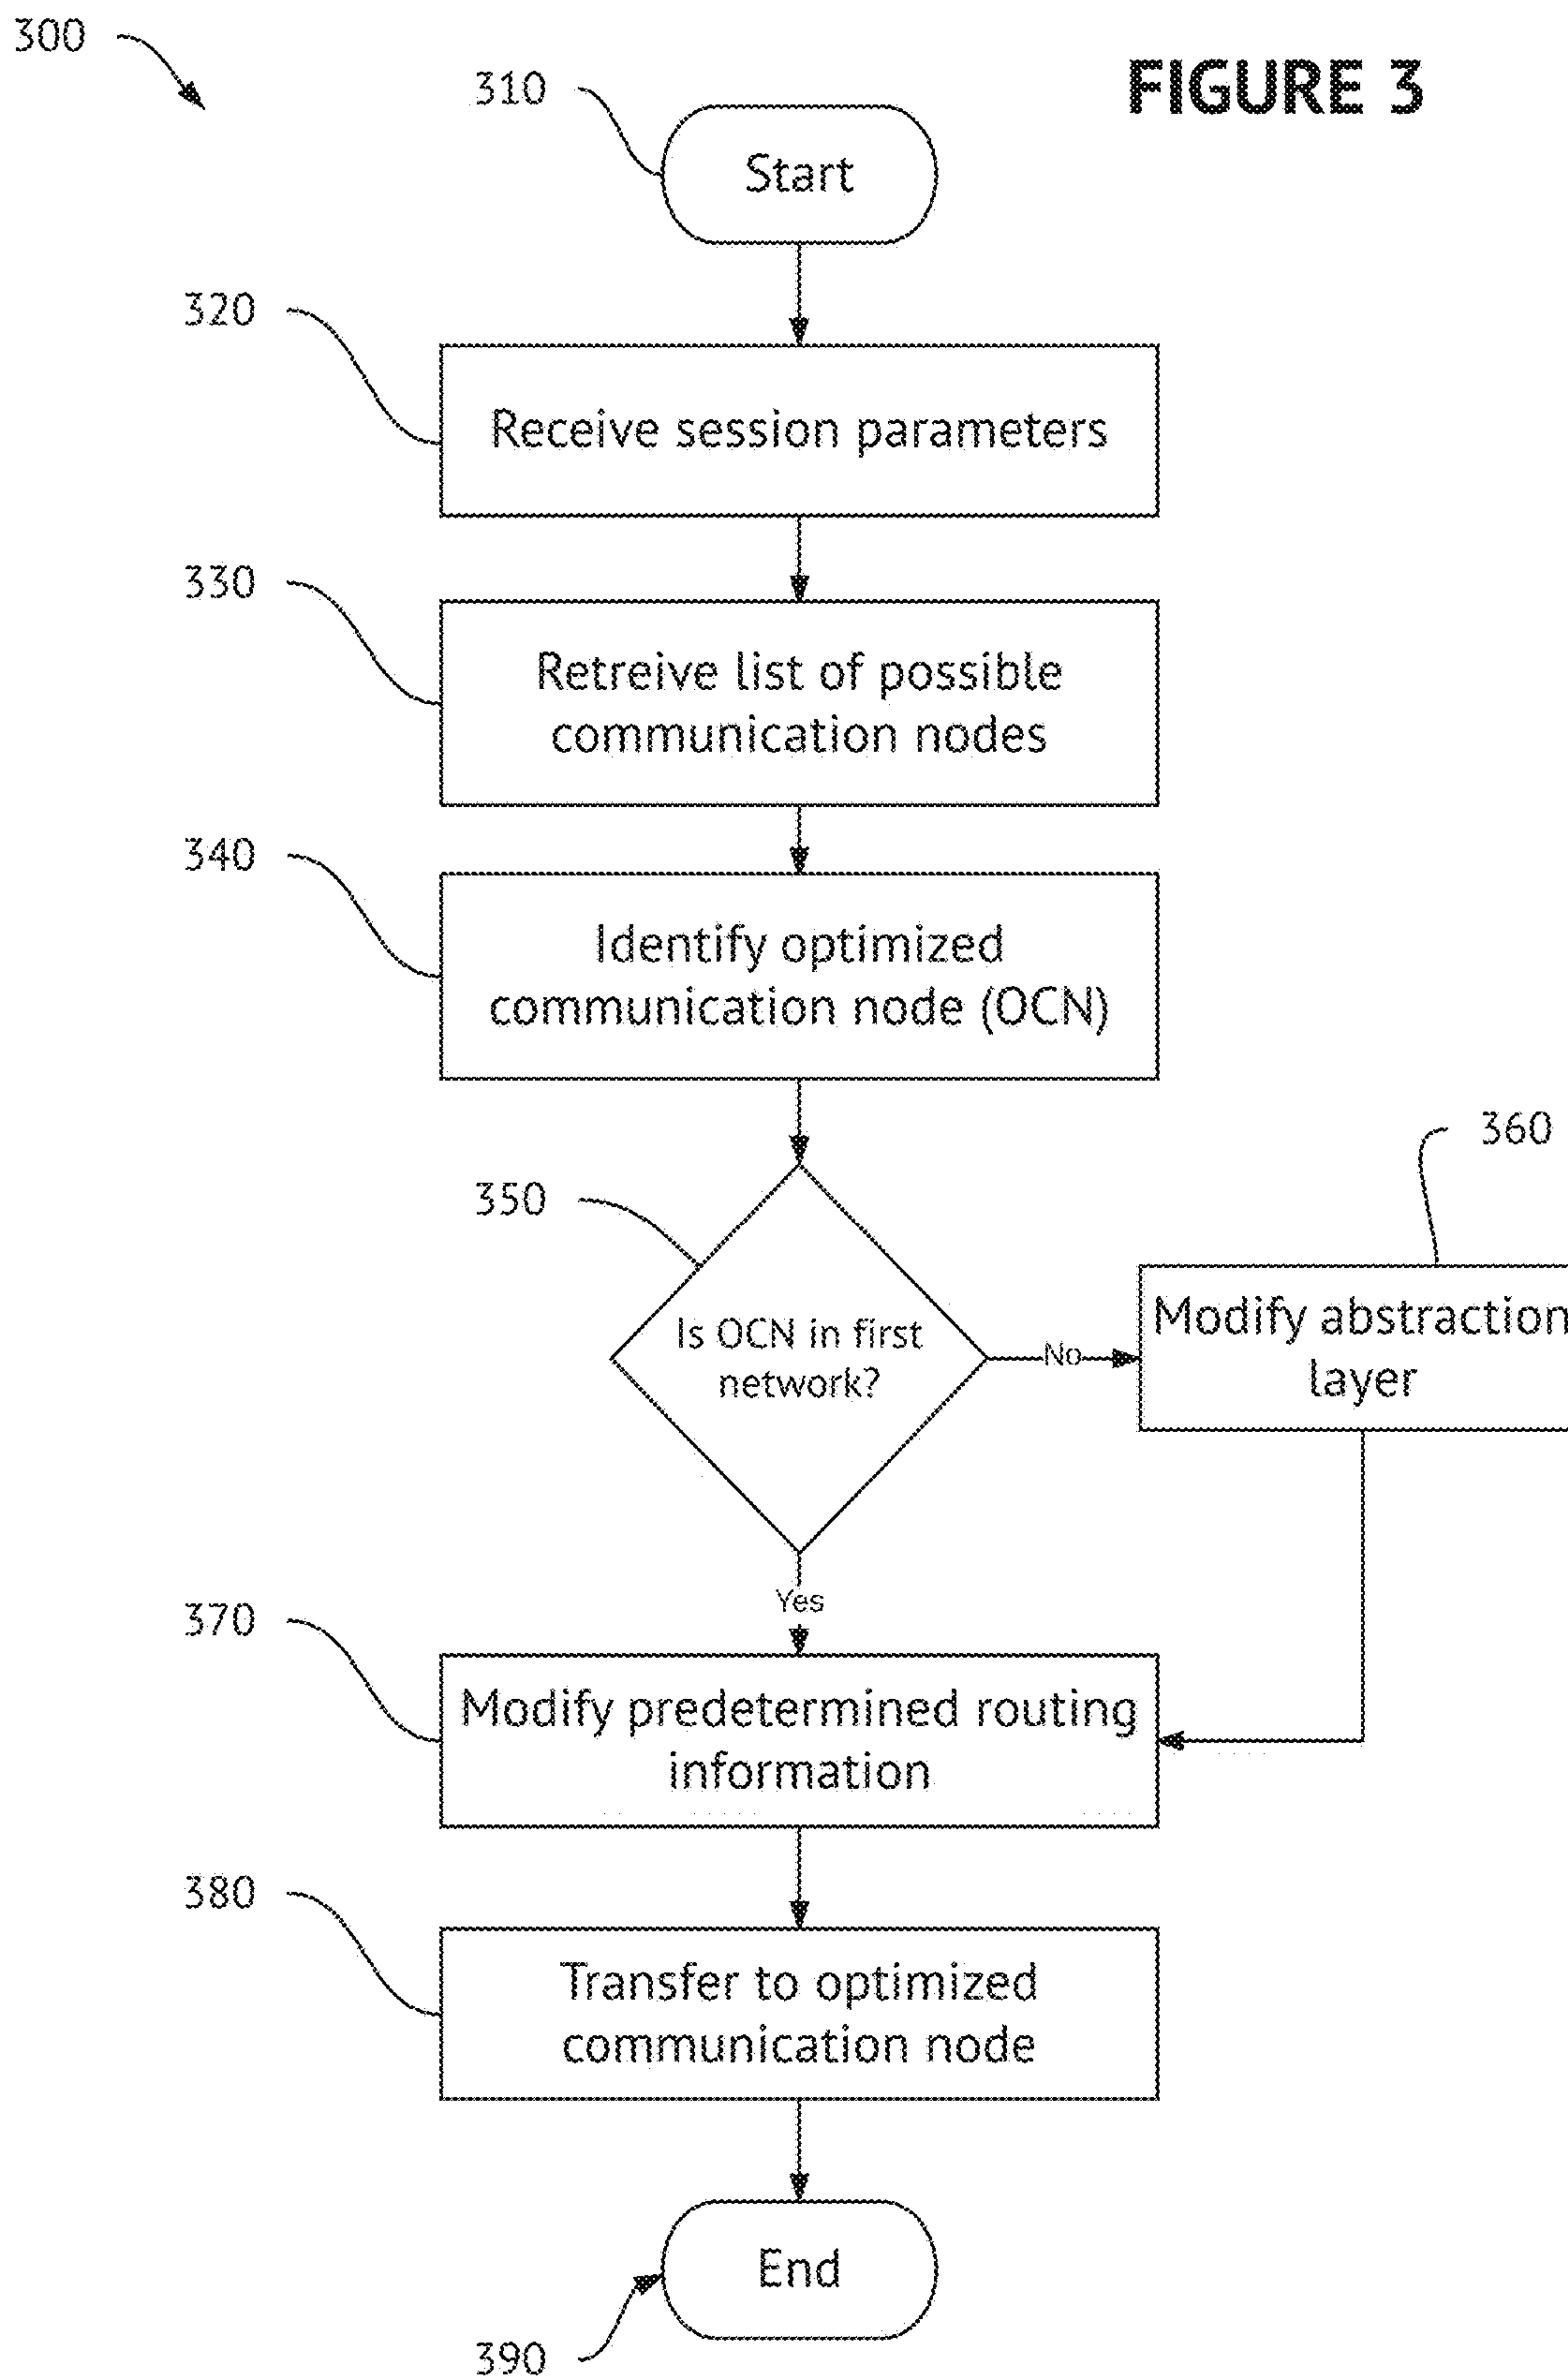 300
FIGURE 3
310
Start
320
Receive session parameters
330
Retreive list of possible
communication nodes
340
Identify optimized
communication node (OCN)
350
Is OCN in first
network?
No
360
Modify abstraction
layer
Yes
370
Modify predetermined routing
information
380
Transfer to optimized
communication node
End
390